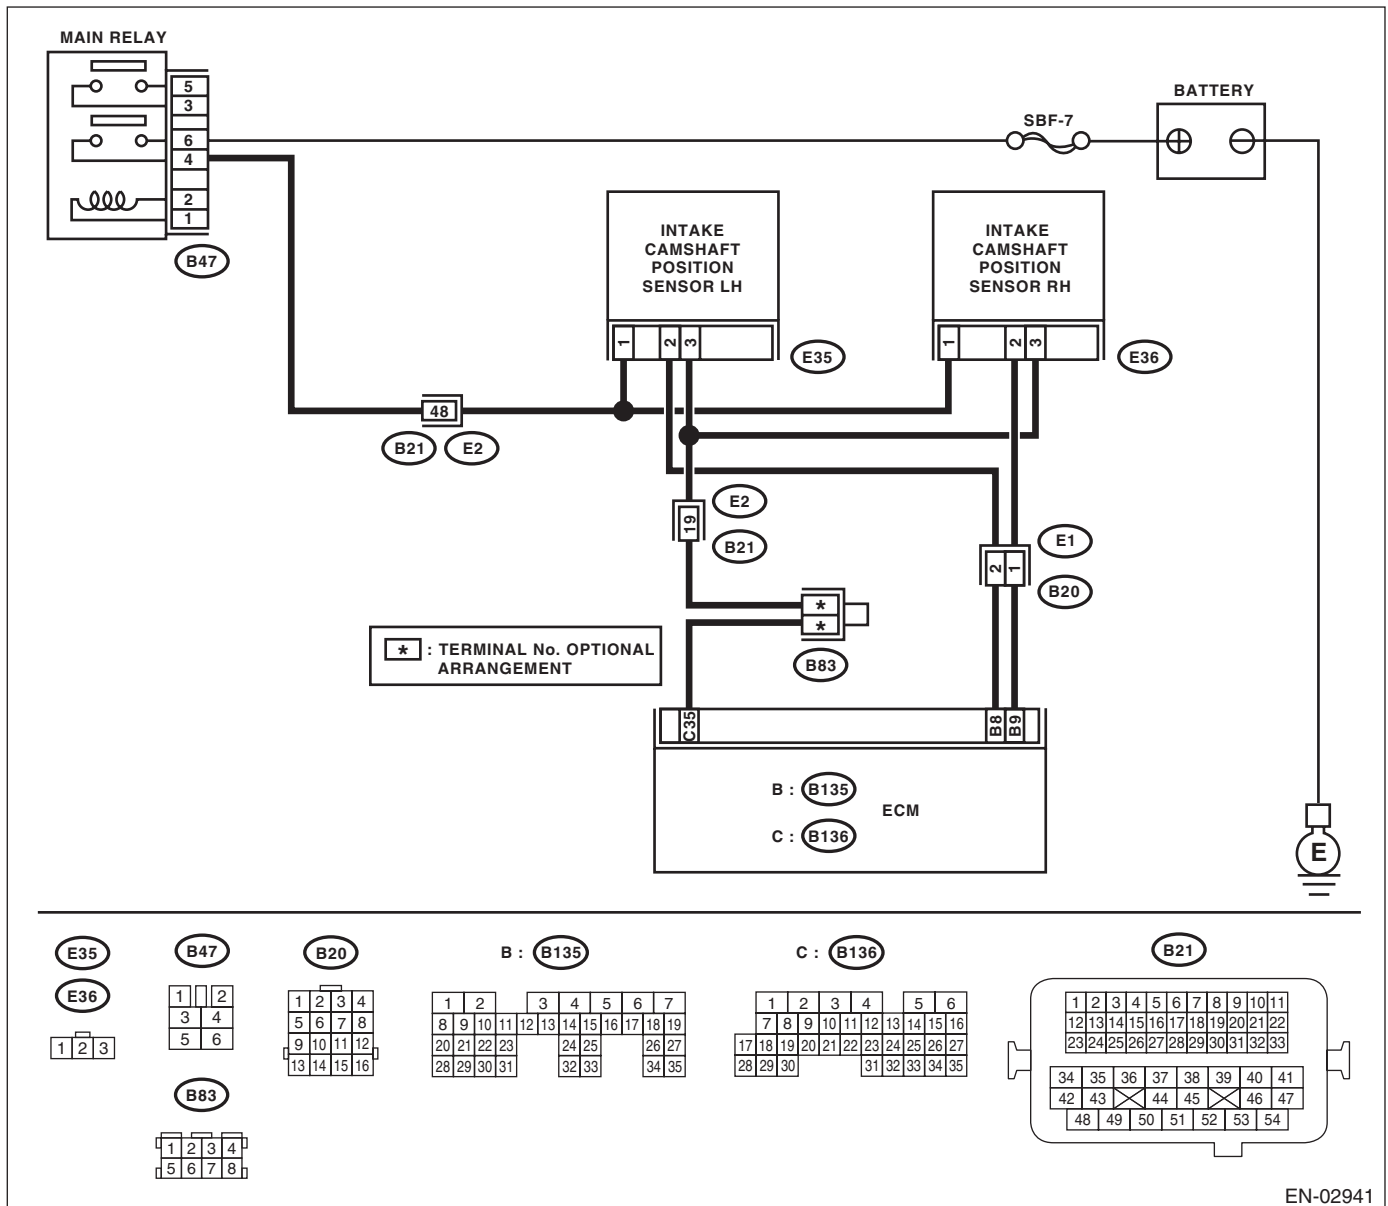 MAIN RELAY
5
3
6
4
2
1
B47
SBF-7
BATTERY
INTAKE
CAMSHAFT
POSITION
SENSOR LH
1 2 3
E35
INTAKE
CAMSHAFT
POSITION
SENSOR RH
1 2 3
E36
48
B21 E2
E2
19
B21
E1
2 1
B20
*
*
B83
* : TERMINAL No. OPTIONAL
ARRANGEMENT
C35 B8 B9
B : B135
ECM
C : B136
E
E35
E36
1 2 3
B47
1 2
3 4
5 6
B83
1 2 3 4
5 6 7 8
B20
1 2 3 4
5 6 7 8
9 10 11 12
13 14 15 16
B : B135
1 2 3 4 5 6 7
8 9 10 11 12 13 14 15 16 17 18 19
20 21 22 23 24 25 26 27
28 29 30 31 32 33 34 35
C : B136
1 2 3 4 5 6
7 8 9 10 11 12 13 14 15 16
17 18 19 20 21 22 23 24 25 26 27
28 29 30 31 32 33 34 35
B21
1 2 3 4 5 6 7 8 9 10 11
12 13 14 15 16 17 18 19 20 21 22
23 24 25 26 27 28 29 30 31 32 33
34 35 36 37 38 39 40 41
42 43 44 45 46 47
48 49 50 51 52 53 54
EN-02941